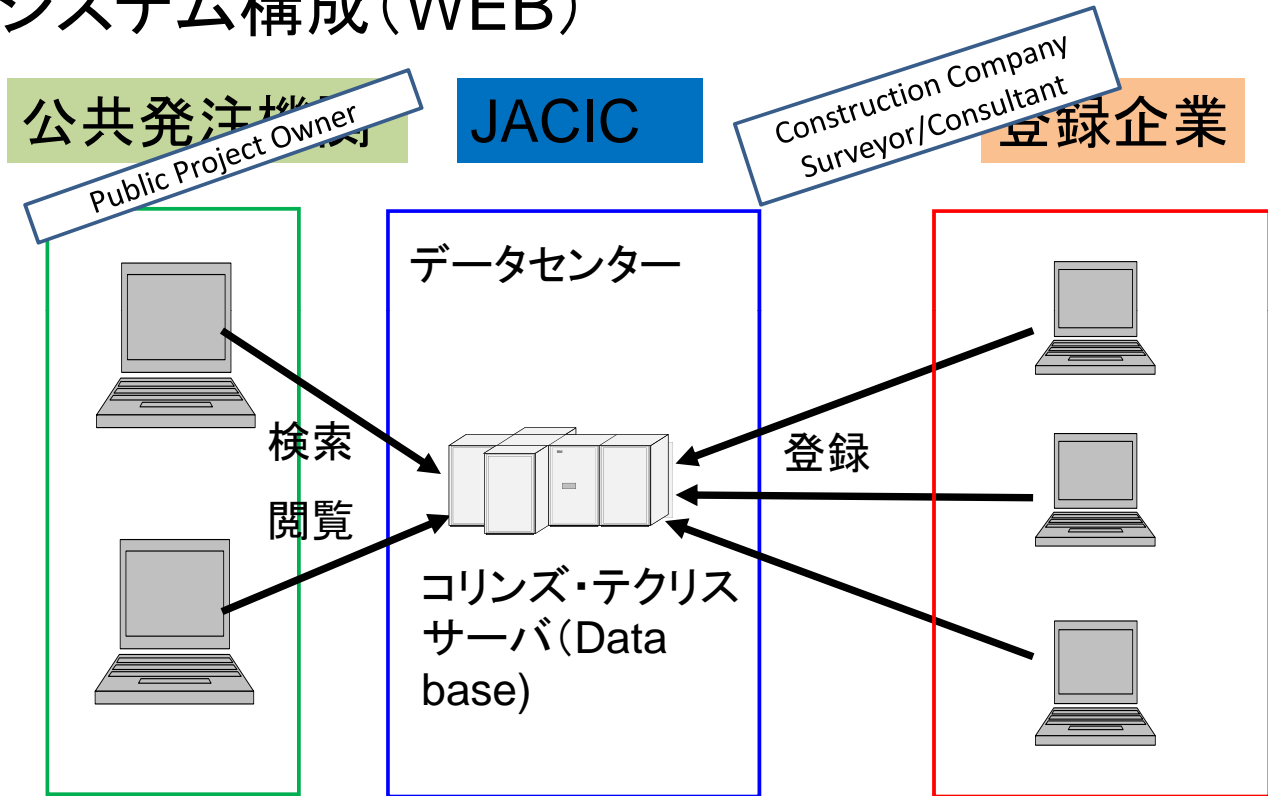 システム構成（WEB）
公共発注機関
Public Project Owner
JACIC
Construction Company
Surveyor/Consultant
登録企業
データセンター
検索
閲覧
登録
コリンズ・テクリス
サーバ（Data
base)